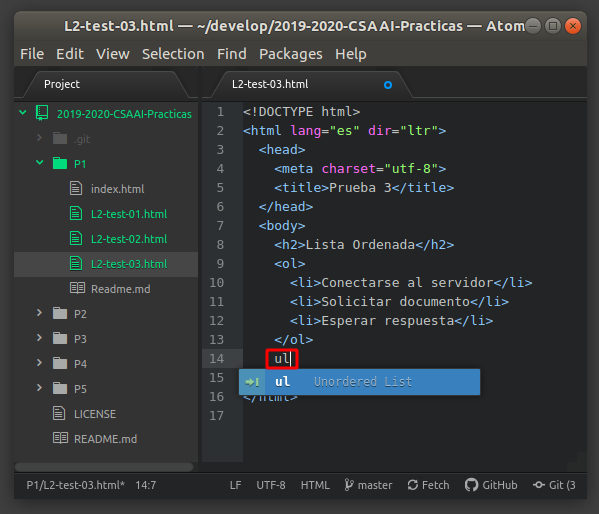 L2-test-03.html — ~/develop/2019-2020-CSAAI-Practicas — Atom
File Edit View Selection Find Packages Help
Project
L2-test-03.html
2019-2020-CSAAI-Practicas
.git
P1
index.html
L2-test-01.html
L2-test-02.html
L2-test-03.html
Readme.md
P2
P3
P4
P5
LICENSE
README.md
1 <!DOCTYPE html>
2 <html lang="es" dir="ltr">
3 <head>
4 <meta charset="utf-8">
5 <title>Prueba 3</title>
6 </head>
7 <body>
8 <h2>Lista Ordenada</h2>
9 <ol>
10 <li>Conectarse al servidor</li>
11 <li>Solicitar documento</li>
12 <li>Esperar respuesta</li>
13 </ol>
14 ul
15 ul Unordered List
16 </html>
17
P1/L2-test-03.html* 14:7 LF UTF-8 HTML master Fetch GitHub Git (3